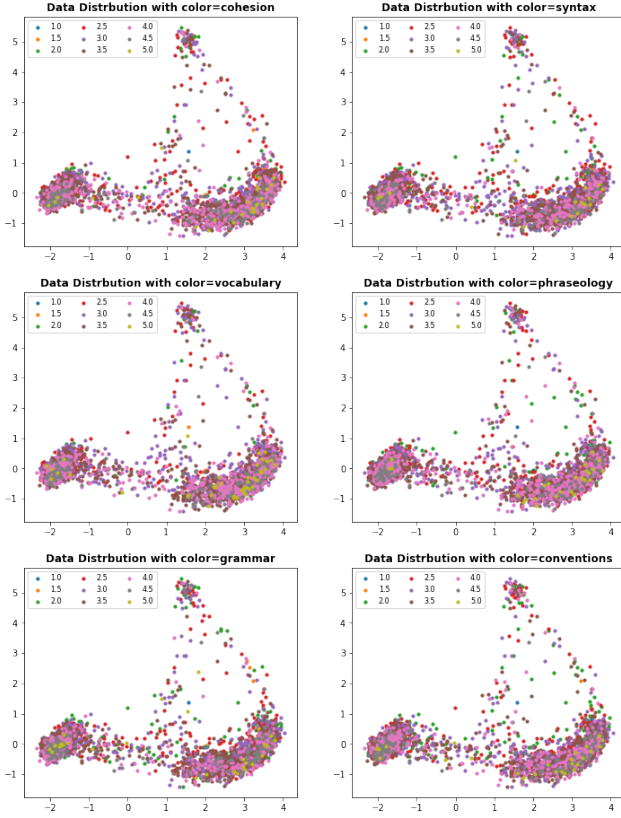 Data Distrbution with color=cohesion
1.0 2.5 4.0
1.5 3.0 4.5
2.0 3.5 5.0
5
4
3
2
1
0
−1
−2 −1 0 1 2 3 4
Data Distrbution with color=syntax
1.0 2.5 4.0
1.5 3.0 4.5
2.0 3.5 5.0
5
4
3
2
1
0
−1
−2 −1 0 1 2 3 4
Data Distrbution with color=vocabulary
1.0 2.5 4.0
1.5 3.0 4.5
2.0 3.5 5.0
5
4
3
2
1
0
−1
−2 −1 0 1 2 3 4
Data Distrbution with color=phraseology
1.0 2.5 4.0
1.5 3.0 4.5
2.0 3.5 5.0
5
4
3
2
1
0
−1
−2 −1 0 1 2 3 4
Data Distrbution with color=grammar
1.0 2.5 4.0
1.5 3.0 4.5
2.0 3.5 5.0
5
4
3
2
1
0
−1
−2 −1 0 1 2 3 4
Data Distrbution with color=conventions
1.0 2.5 4.0
1.5 3.0 4.5
2.0 3.5 5.0
5
4
3
2
1
0
−1
−2 −1 0 1 2 3 4